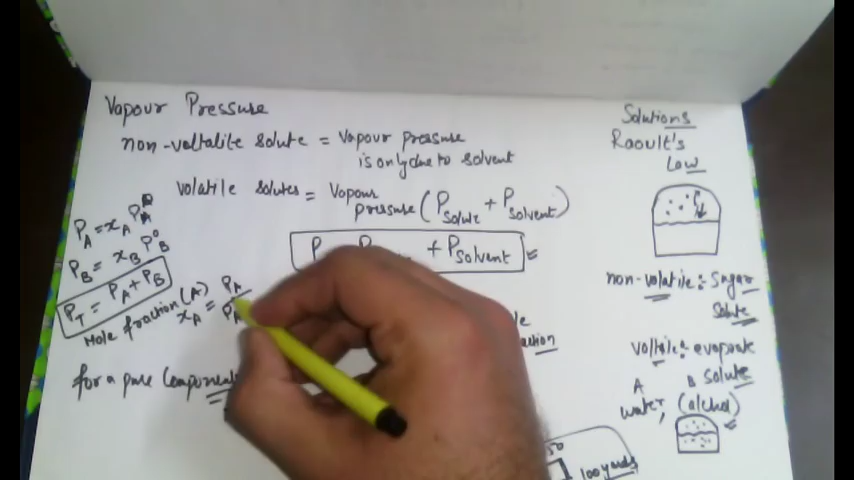 Vapour Pressure
non-voltalite solute = Vapour pressure
is only due to solvent
volatile solutes = Vapour pressure (P solute + P solvent)
P + P solvent =
P_A = x_A P_A
P_B = x_B P°_B
P_T = P_A + P_B
Mole fraction (A)
x_A = P_A
for a pure Component
Solutions
Raoult's
Law
non-volatile : Sugar
Solute
volatile : evaporate
solute
A B
water, (alchol)
100 yards